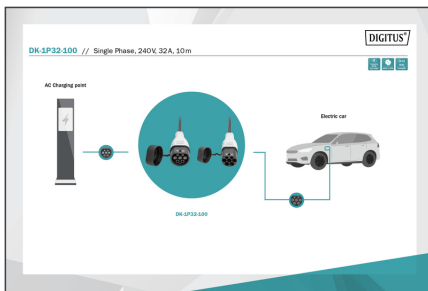 DIGITUS®
DK-1P32-100 // Single Phase, 240V, 32A, 10m
AC Charging point
Electric car
DK-1P32-100